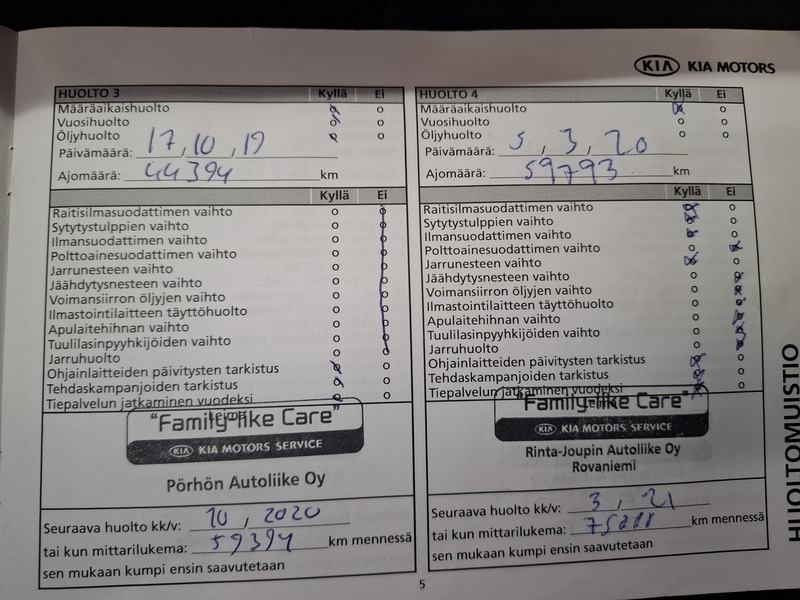 KIA KIA MOTORS
HUOLTO 3 Kyllä Ei
Määräaikaishuolto
Vuosihuolto
Öljyhuolto
Päivämäärä: 17,10,19
Ajomäärä: 44394 km
Kyllä Ei
Raitisilmasuodattimen vaihto
Sytytystulppien vaihto
Ilmansuodattimen vaihto
Polttoainesuodattimen vaihto
Jarrunesteen vaihto
Jäähdytysnesteen vaihto
Voimansiirron öljyjen vaihto
Ilmastointilaitteen täyttöhuolto
Apulaitehihnan vaihto
Tuulilasinpyyhkijöiden vaihto
Jarruhuolto
Ohjainlaitteiden päivitysten tarkistus
Tehdaskampanjoiden tarkistus
Tiepalvelun jatkaminen vuodeksi
Leima
"Family-like Care"
KIA KIA MOTORS SERVICE
Pörhön Autoliike Oy
Seuraava huolto kk/v: 10, 2020
tai kun mittarilukema: 59394 km mennessä
sen mukaan kumpi ensin saavutetaan
HUOLTO 4 Kyllä Ei
Määräaikaishuolto
Vuosihuolto
Öljyhuolto
Päivämäärä: 5, 3, 20
Ajomäärä: 59793 km
Kyllä Ei
Raitisilmasuodattimen vaihto
Sytytystulppien vaihto
Ilmansuodattimen vaihto
Polttoainesuodattimen vaihto
Jarrunesteen vaihto
Jäähdytysnesteen vaihto
Voimansiirron öljyjen vaihto
Ilmastointilaitteen täyttöhuolto
Apulaitehihnan vaihto
Tuulilasinpyyhkijöiden vaihto
Jarruhuolto
Ohjainlaitteiden päivitysten tarkistus
Tehdaskampanjoiden tarkistus
Tiepalvelun jatkaminen vuodeksi
Leima
"Family-like Care"
KIA KIA MOTORS SERVICE
Rinta-Joupin Autoliike Oy
Rovaniemi
Seuraava huolto kk/v: 3, 21
tai kun mittarilukema: km mennessä
sen mukaan kumpi ensin saavutetaan
HUOLTOMUISTIO
5